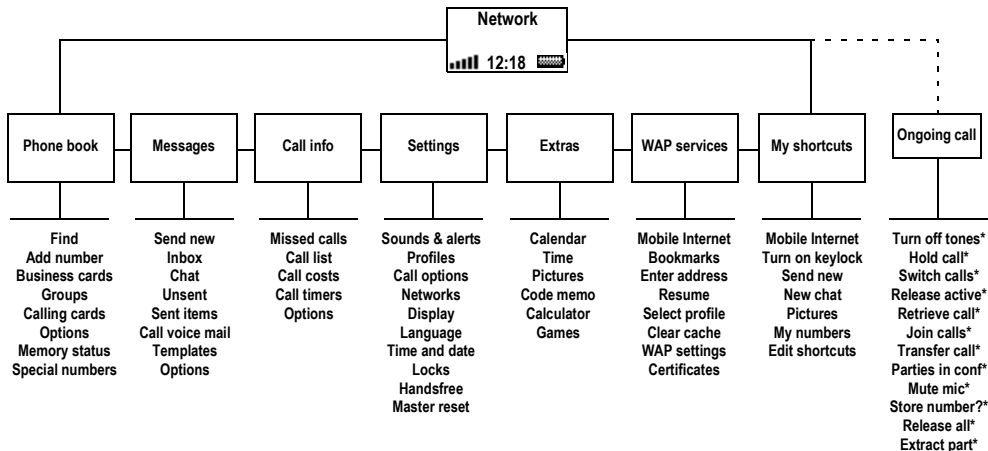 Network
12:18
Phone book
Messages
Call info
Settings
Extras
WAP services
My shortcuts
Ongoing call
Find
Add number
Business cards
Groups
Calling cards
Options
Memory status
Special numbers
Send new
Inbox
Chat
Unsent
Sent items
Call voice mail
Templates
Options
Missed calls
Call list
Call costs
Call timers
Options
Sounds & alerts
Profiles
Call options
Networks
Display
Language
Time and date
Locks
Handsfree
Master reset
Calendar
Time
Pictures
Code memo
Calculator
Games
Mobile Internet
Bookmarks
Enter address
Resume
Select profile
Clear cache
WAP settings
Certificates
Mobile Internet
Turn on keylock
Send new
New chat
Pictures
My numbers
Edit shortcuts
Turn off tones*
Hold call*
Switch calls*
Release active*
Retrieve call*
Join calls*
Transfer call*
Parties in conf*
Mute mic*
Store number?*
Release all*
Extract part*